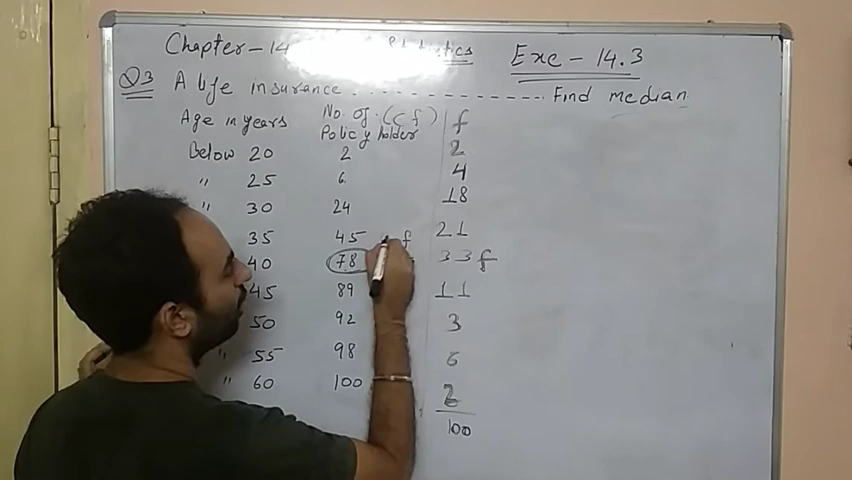 Chapter-14 Exe-14.3
Q3 A life insurance -------------- Find median
Age in years No. of (cf) f
Policy holder
Below 20 2 2
" 25 6 4
" 30 24 18
35 45 cf 21
40 78 33 f
45 89 11
50 92 3
" 55 98 6
" 60 100 2
100